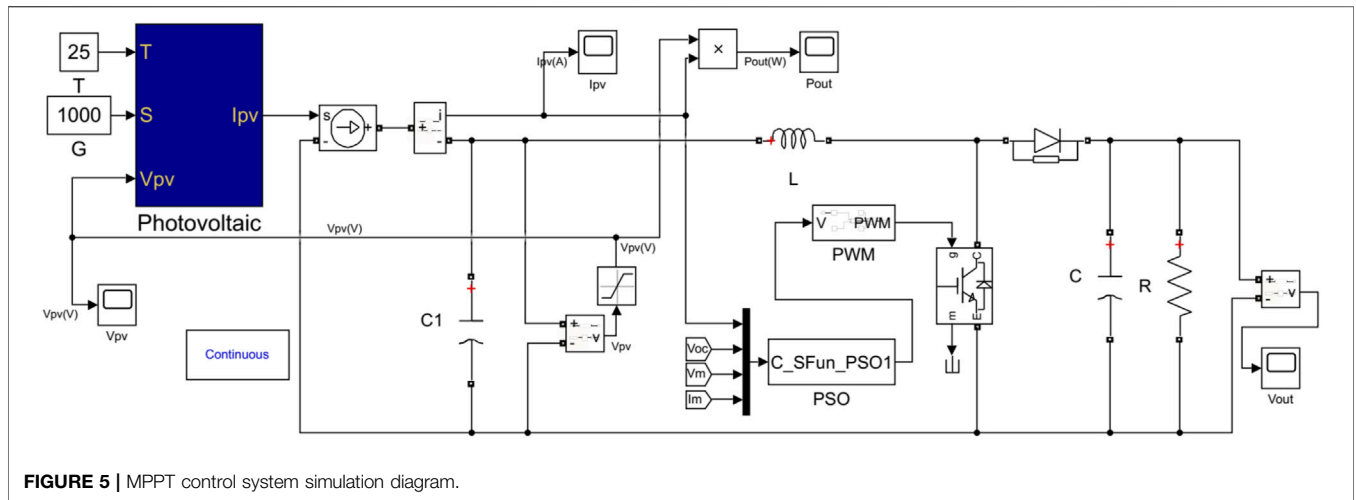 25
T
1000
G
T
S
Vpv
Ipv
Photovoltaic
s
+
-
i
+
-
Ipv(A)
Ipv
×
Pout(W)
Pout
L
Vpv(V)
Vpv(V)
Vpv(V)
Vpv
Continuous
C1
+
-
v
Vpv
V PWM
PWM
g
C
m
E
Voc
Vm
Im
C_SFun_PSO1
PSO
C
R
+
-
v
Vout
FIGURE 5 | MPPT control system simulation diagram.